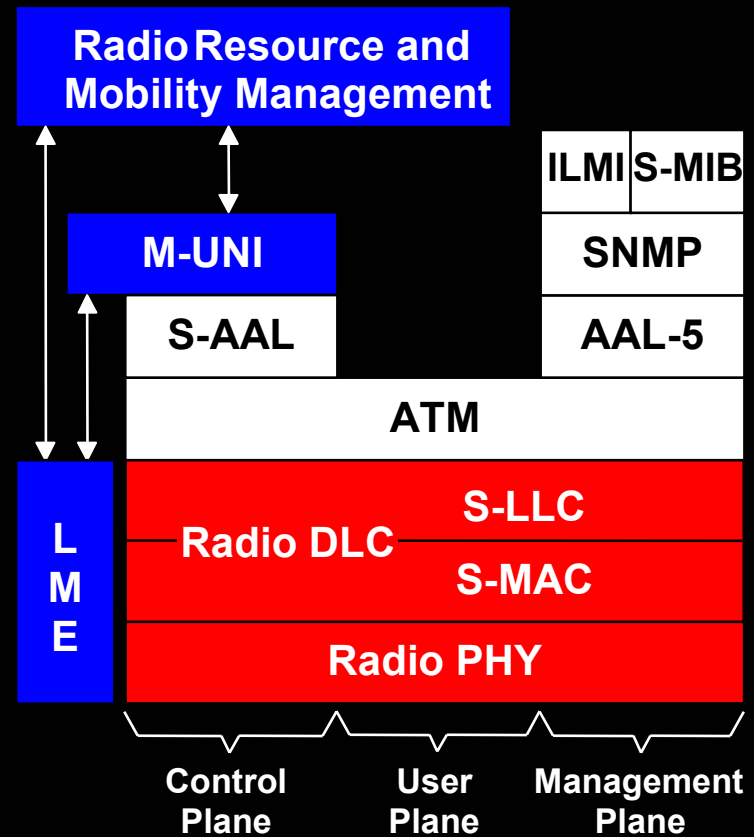 Radio Resource and
Mobility Management
ILMI S-MIB
M-UNI
SNMP
S-AAL
AAL-5
ATM
S-LLC
Radio DLC
S-MAC
L
M
E
Radio PHY
Control
Plane
User
Plane
Management
Plane